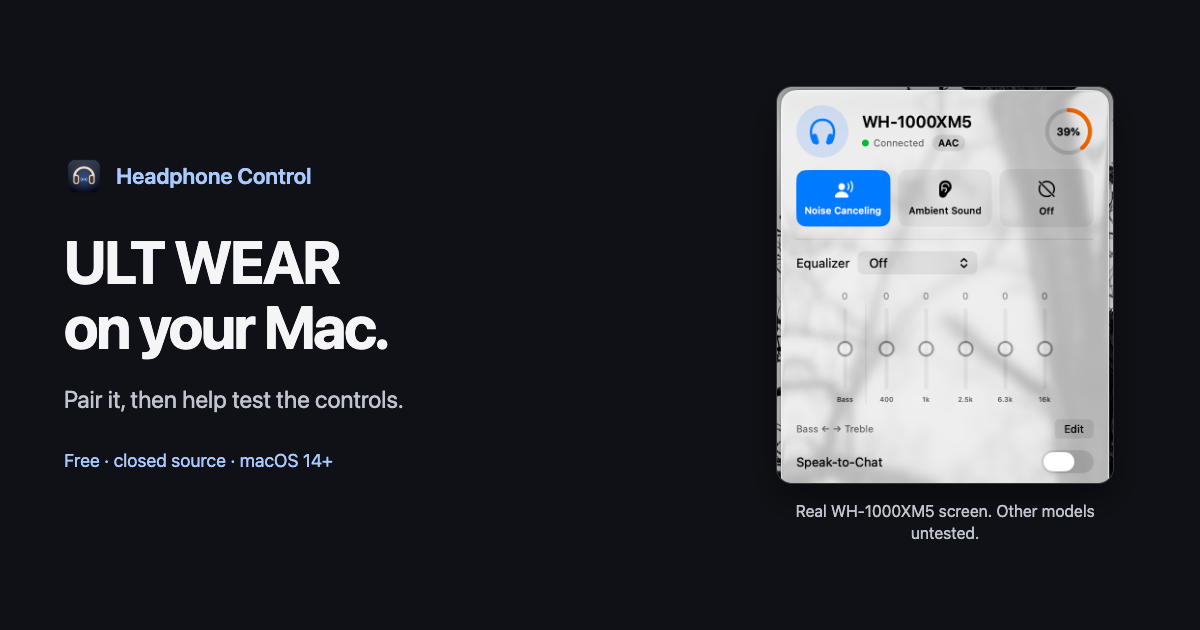 Headphone Control
ULT WEAR
on your Mac.
Pair it, then help test the controls.
Free · closed source · macOS 14+
WH-1000XM5
Connected AAC
39%
Noise Canceling
Ambient Sound
Off
Equalizer Off
0 0 0 0 0 0
Bass 400 1k 2.5k 6.3k 16k
Bass ← → Treble
Edit
Speak-to-Chat
Real WH-1000XM5 screen. Other models
untested.